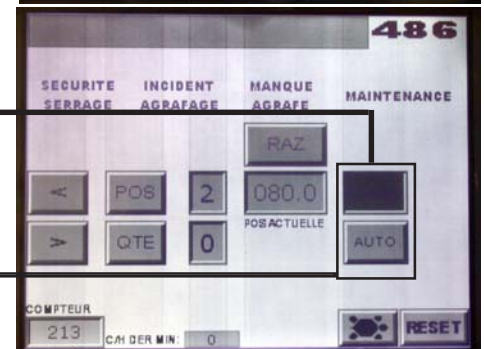 486
SECURITE SERRAGE
INCIDENT AGRAFAGE
MANQUE AGRAFE
MAINTENANCE
RAZ
< POS 2 080.0
POS ACTUELLE
> QTE 0 AUTO
COMPTEUR
213 C/H DER MIN: 0 RESET